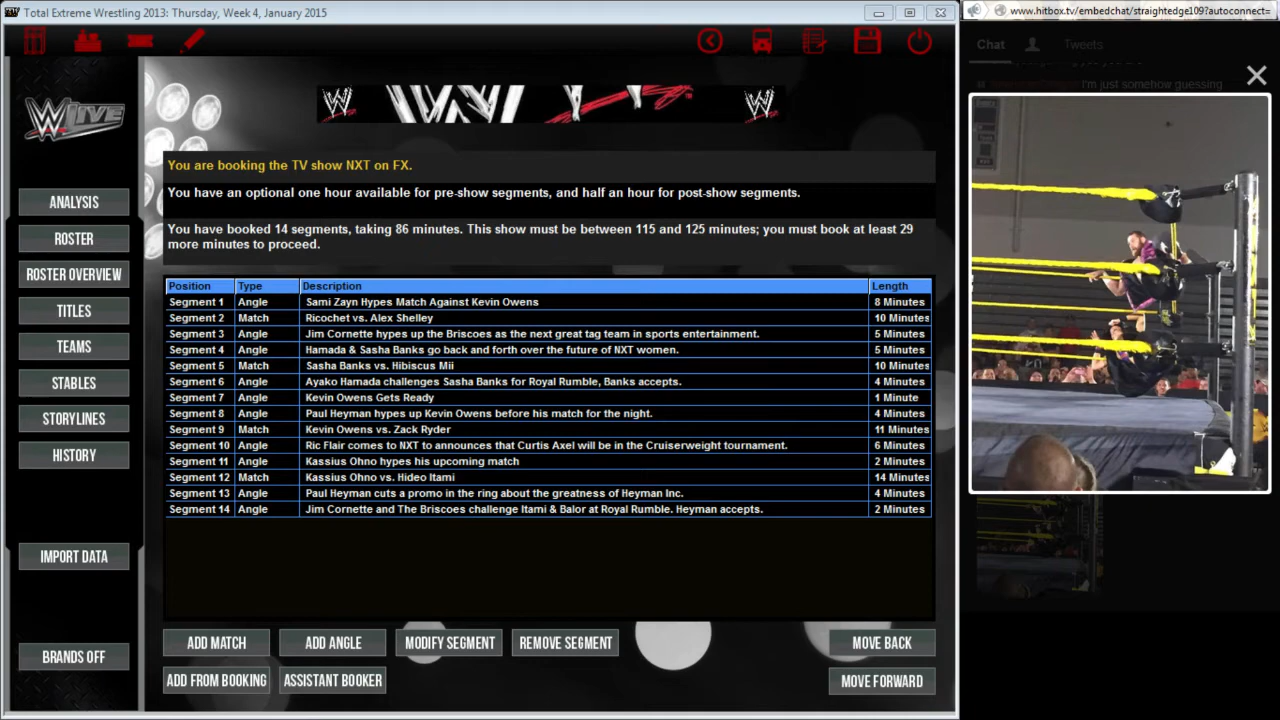 Total Extreme Wrestling 2013: Thursday, Week 4, January 2015
www.hitbox.tv/embedchat/straightedge109?autoconnect=
Chat
Tweets
I'm just somehow guessing
LIVE
ANALYSIS
ROSTER
ROSTER OVERVIEW
TITLES
TEAMS
STABLES
STORYLINES
HISTORY
IMPORT DATA
BRANDS OFF
You are booking the TV show NXT on FX.
You have an optional one hour available for pre-show segments, and half an hour for post-show segments.
You have booked 14 segments, taking 86 minutes. This show must be between 115 and 125 minutes; you must book at least 29
more minutes to proceed.
Position Type Description Length
Segment 1 Angle Sami Zayn Hypes Match Against Kevin Owens 8 Minutes
Segment 2 Match Ricochet vs. Alex Shelley 10 Minutes
Segment 3 Angle Jim Cornette hypes up the Briscoes as the next great tag team in sports entertainment. 5 Minutes
Segment 4 Angle Hamada & Sasha Banks go back and forth over the future of NXT women. 5 Minutes
Segment 5 Match Sasha Banks vs. Hibiscus Mii 10 Minutes
Segment 6 Angle Ayako Hamada challenges Sasha Banks for Royal Rumble, Banks accepts. 4 Minutes
Segment 7 Angle Kevin Owens Gets Ready 1 Minute
Segment 8 Angle Paul Heyman hypes up Kevin Owens before his match for the night. 4 Minutes
Segment 9 Match Kevin Owens vs. Zack Ryder 11 Minutes
Segment 10 Angle Ric Flair comes to NXT to announces that Curtis Axel will be in the Cruiserweight tournament. 6 Minutes
Segment 11 Angle Kassius Ohno hypes his upcoming match 2 Minutes
Segment 12 Match Kassius Ohno vs. Hideo Itami 14 Minutes
Segment 13 Angle Paul Heyman cuts a promo in the ring about the greatness of Heyman Inc. 4 Minutes
Segment 14 Angle Jim Cornette and The Briscoes challenge Itami & Balor at Royal Rumble. Heyman accepts. 2 Minutes
ADD MATCH
ADD ANGLE
MODIFY SEGMENT
REMOVE SEGMENT
MOVE BACK
ADD FROM BOOKING
ASSISTANT BOOKER
MOVE FORWARD